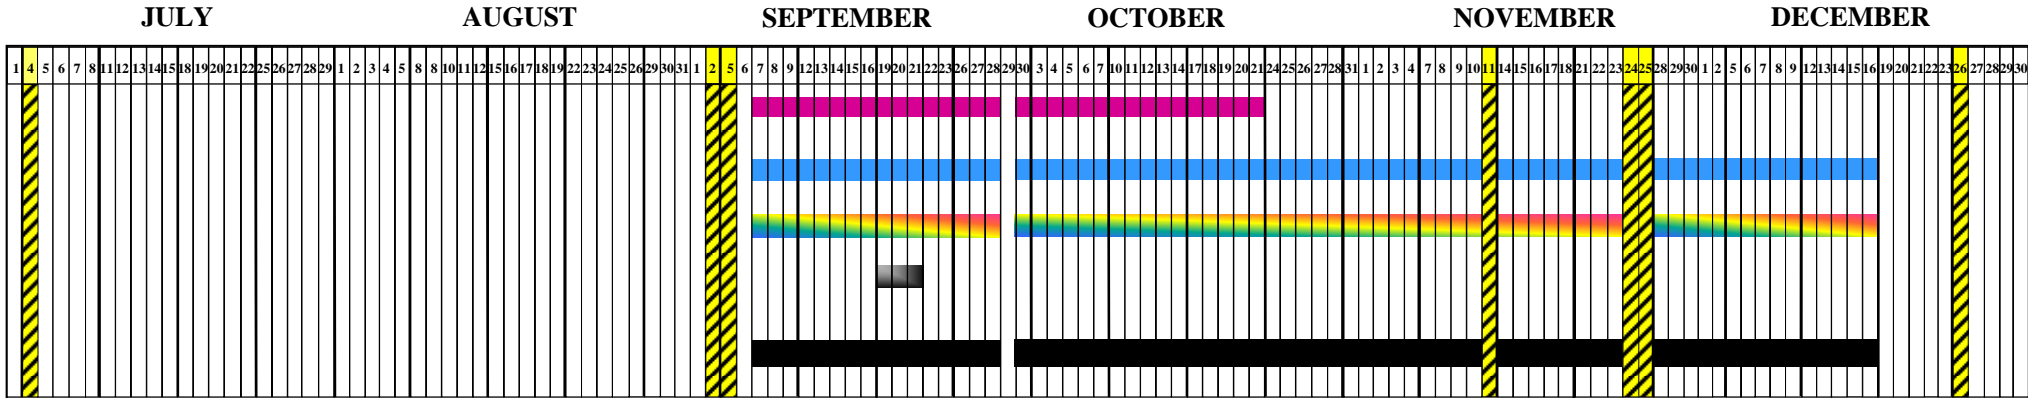 JULY AUGUST SEPTEMBER OCTOBER NOVEMBER DECEMBER
1 4 5 6 7 8 11 12 13 14 15 18 19 20 21 22 25 26 27 28 29 1 2 3 4 5 8 8 10 11 12 15 16 17 18 19 22 23 24 25 26 29 30 31 1 2 5 6 7 8 9 12 13 14 15 16 19 20 21 22 23 26 27 28 29 30 3 4 5 6 7 10 11 12 13 14 17 18 19 20 21 24 25 26 27 28 31 1 2 3 4 7 8 9 10 11 14 15 16 17 18 21 22 23 24 25 28 29 30 1 2 5 6 7 8 9 12 13 14 15 16 19 20 21 22 23 26 27 28 29 30